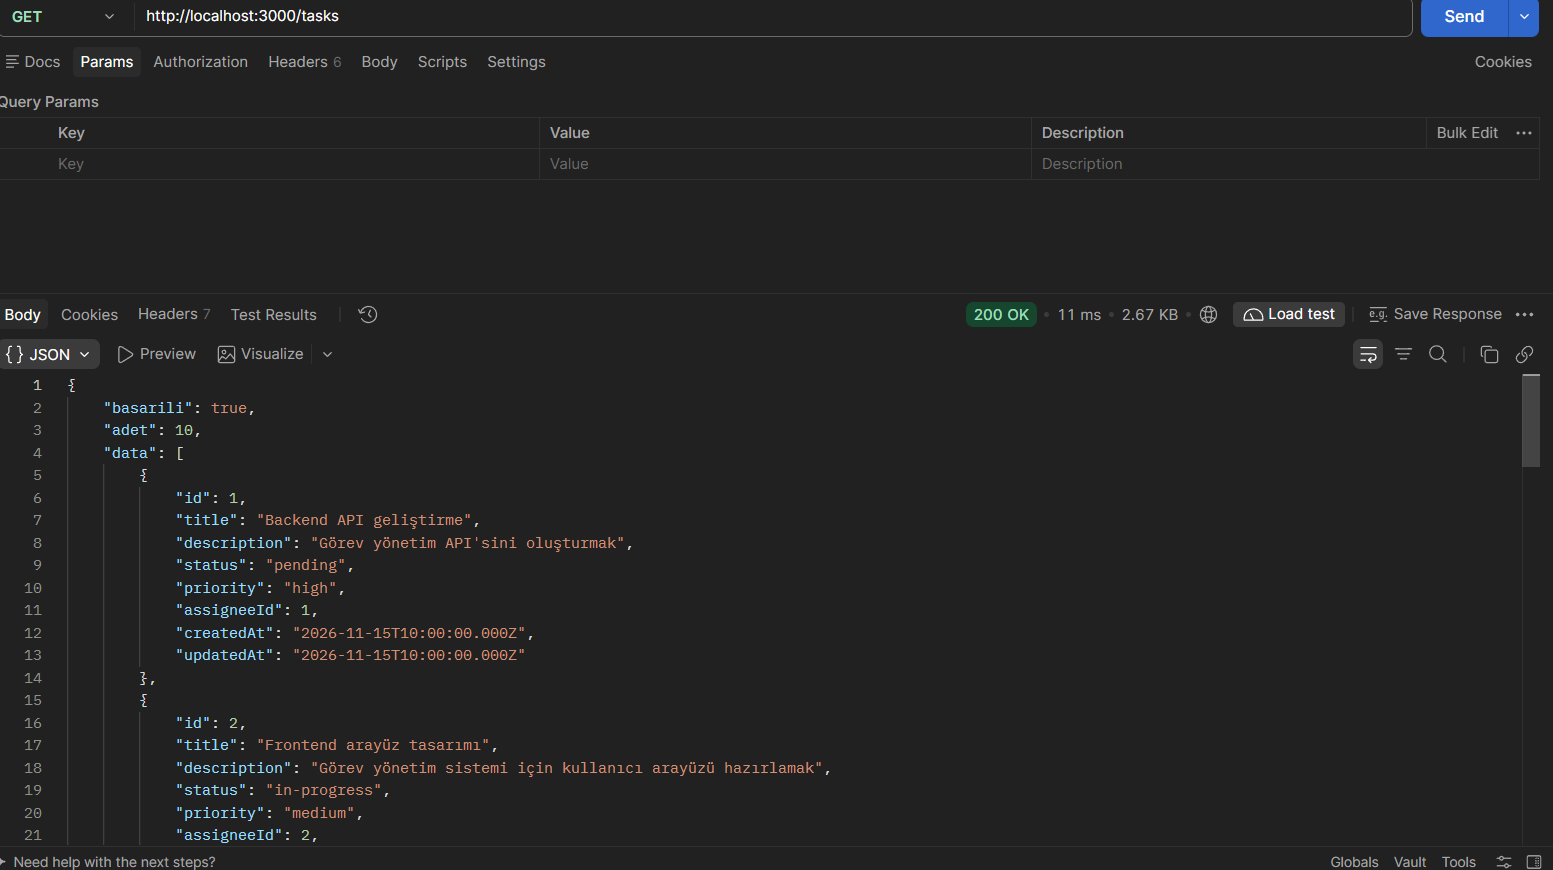 GET http://localhost:3000/tasks Send
Docs Params Authorization Headers 6 Body Scripts Settings Cookies
Query Params
Key Value Description Bulk Edit
Key Value Description
Body Cookies Headers 7 Test Results 200 OK • 11 ms • 2.67 KB • Load test e.g. Save Response
{} JSON Preview Visualize
1 {
2 "basarili": true,
3 "adet": 10,
4 "data": [
5 {
6 "id": 1,
7 "title": "Backend API geliştirme",
8 "description": "Görev yönetim API'sini oluşturmak",
9 "status": "pending",
10 "priority": "high",
11 "assigneeId": 1,
12 "createdAt": "2026-11-15T10:00:00.000Z",
13 "updatedAt": "2026-11-15T10:00:00.000Z"
14 },
15 {
16 "id": 2,
17 "title": "Frontend arayüz tasarımı",
18 "description": "Görev yönetim sistemi için kullanıcı arayüzü hazırlamak",
19 "status": "in-progress",
20 "priority": "medium",
21 "assigneeId": 2,
Need help with the next steps? Globals Vault Tools